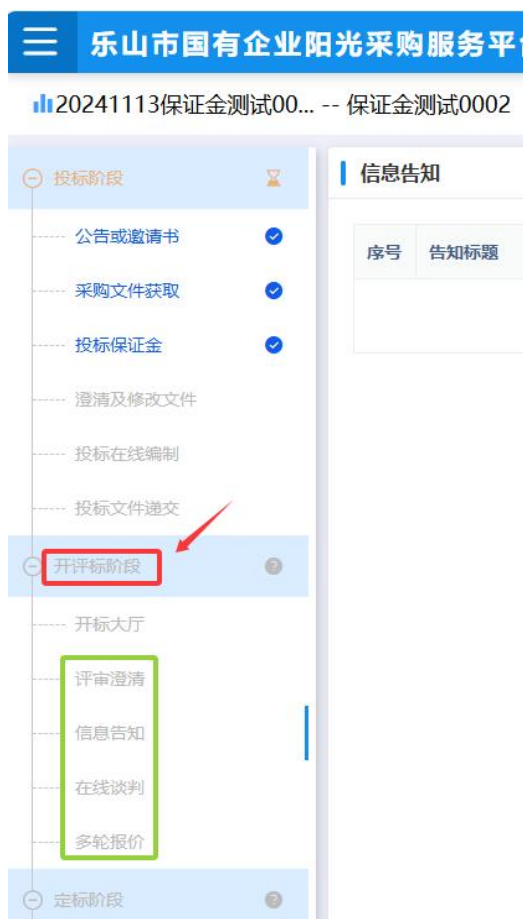 乐山市国有企业阳光采购服务平
20241113保证金测试00... -- 保证金测试0002
投标阶段
公告或邀请书
采购文件获取
投标保证金
澄清及修改文件
投标在线编制
投标文件递交
开评标阶段
开标大厅
评审澄清
信息告知
在线谈判
多轮报价
定标阶段
信息告知
序号 告知标题